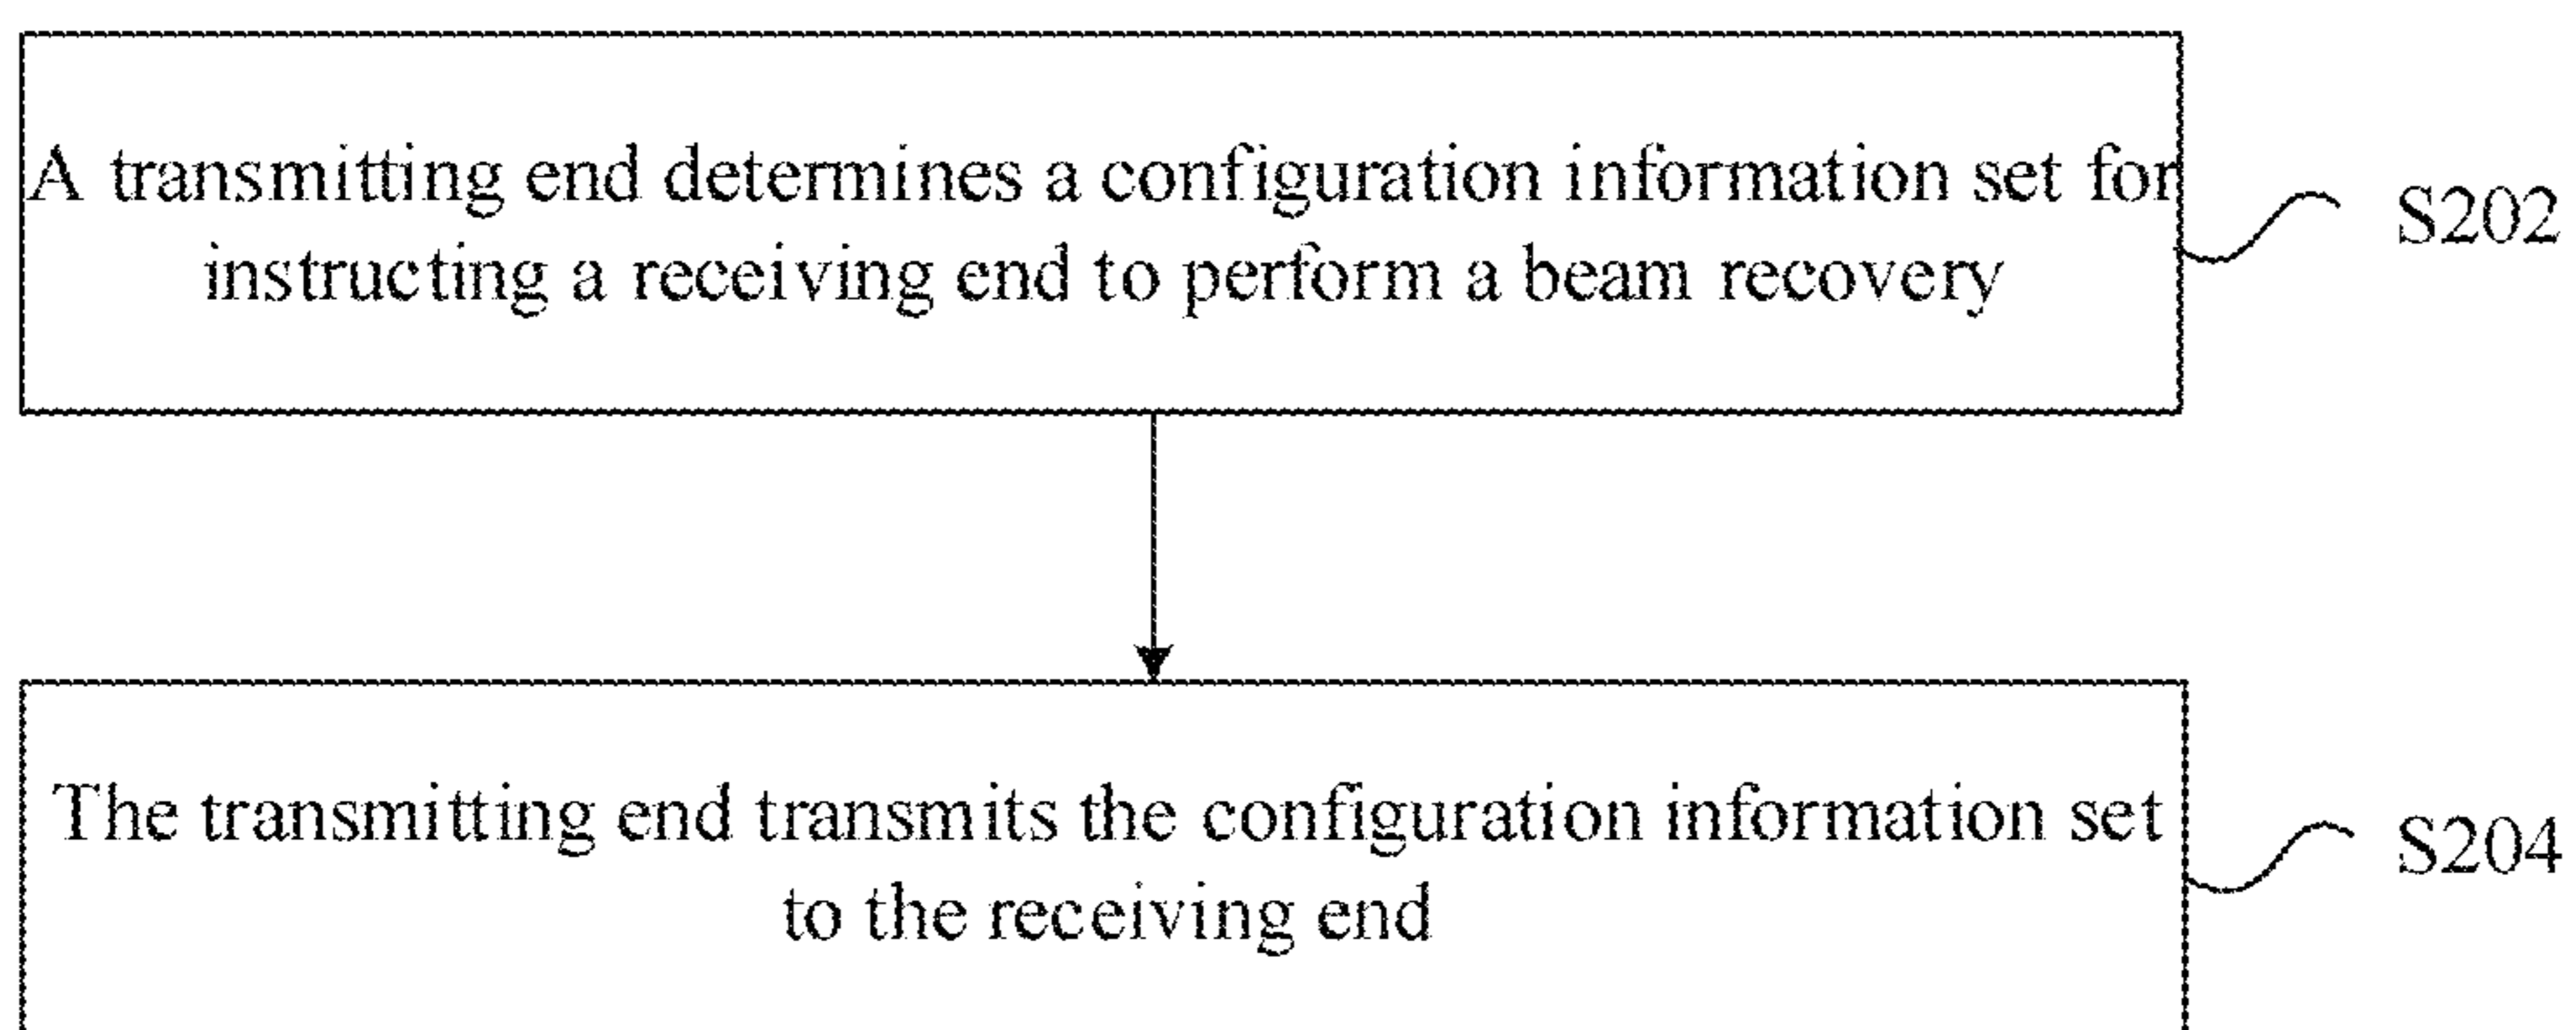 A transmitting end determines a configuration information set for
instructing a receiving end to perform a beam recovery
S202
The transmitting end transmits the configuration information set
to the receiving end
S204